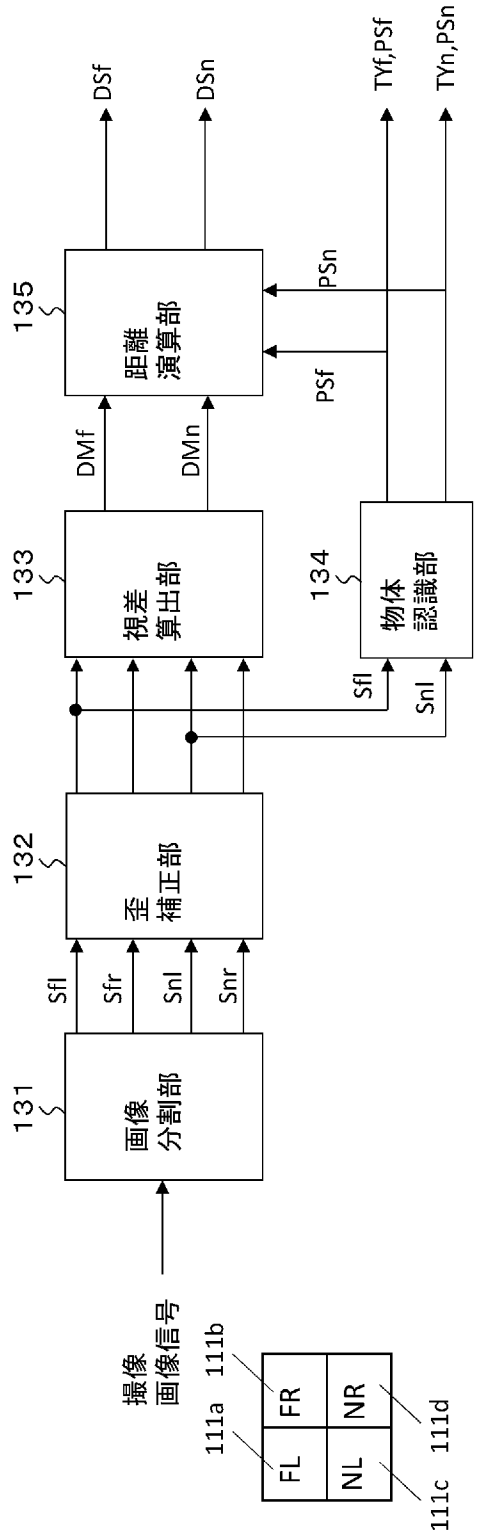 撮像
画像信号
131
画像
分割部
Sfl
Sfr
Snl
Snr
132
歪
補正部
133
視差
算出部
DMf
DMn
135
距離
演算部
DSf
DSn
Sfl
Snl
134
物体
認識部
PSf
PSn
TYf,PSf
TYn,PSn
111a
111b
FL
FR
NL
NR
111c
111d